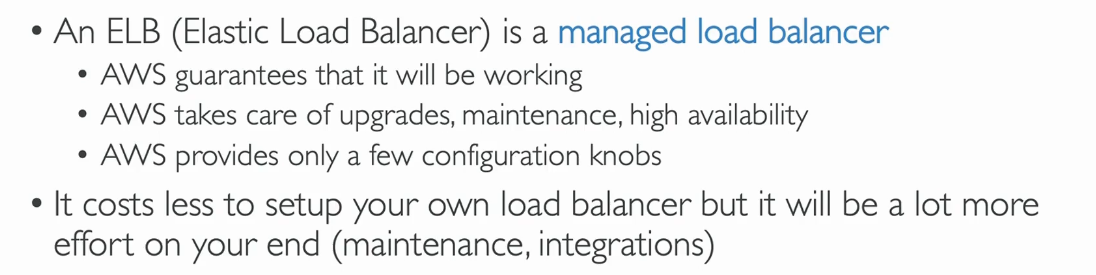 • An ELB (Elastic Load Balancer) is a managed load balancer
• AWS guarantees that it will be working
• AWS takes care of upgrades, maintenance, high availability
• AWS provides only a few configuration knobs
• It costs less to setup your own load balancer but it will be a lot more
effort on your end (maintenance, integrations)